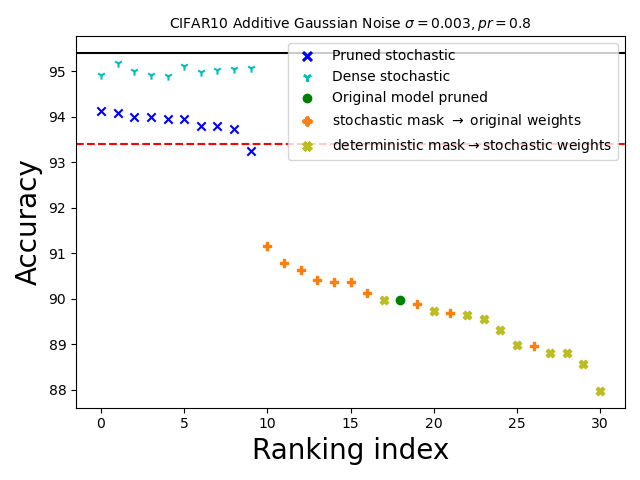 CIFAR10 Additive Gaussian Noise σ = 0.003, pr = 0.8
Pruned stochastic
Dense stochastic
Original model pruned
stochastic mask → original weights
deterministic mask → stochastic weights
95
94
93
92
91
90
89
88
Accuracy
0 5 10 15 20 25 30
Ranking index